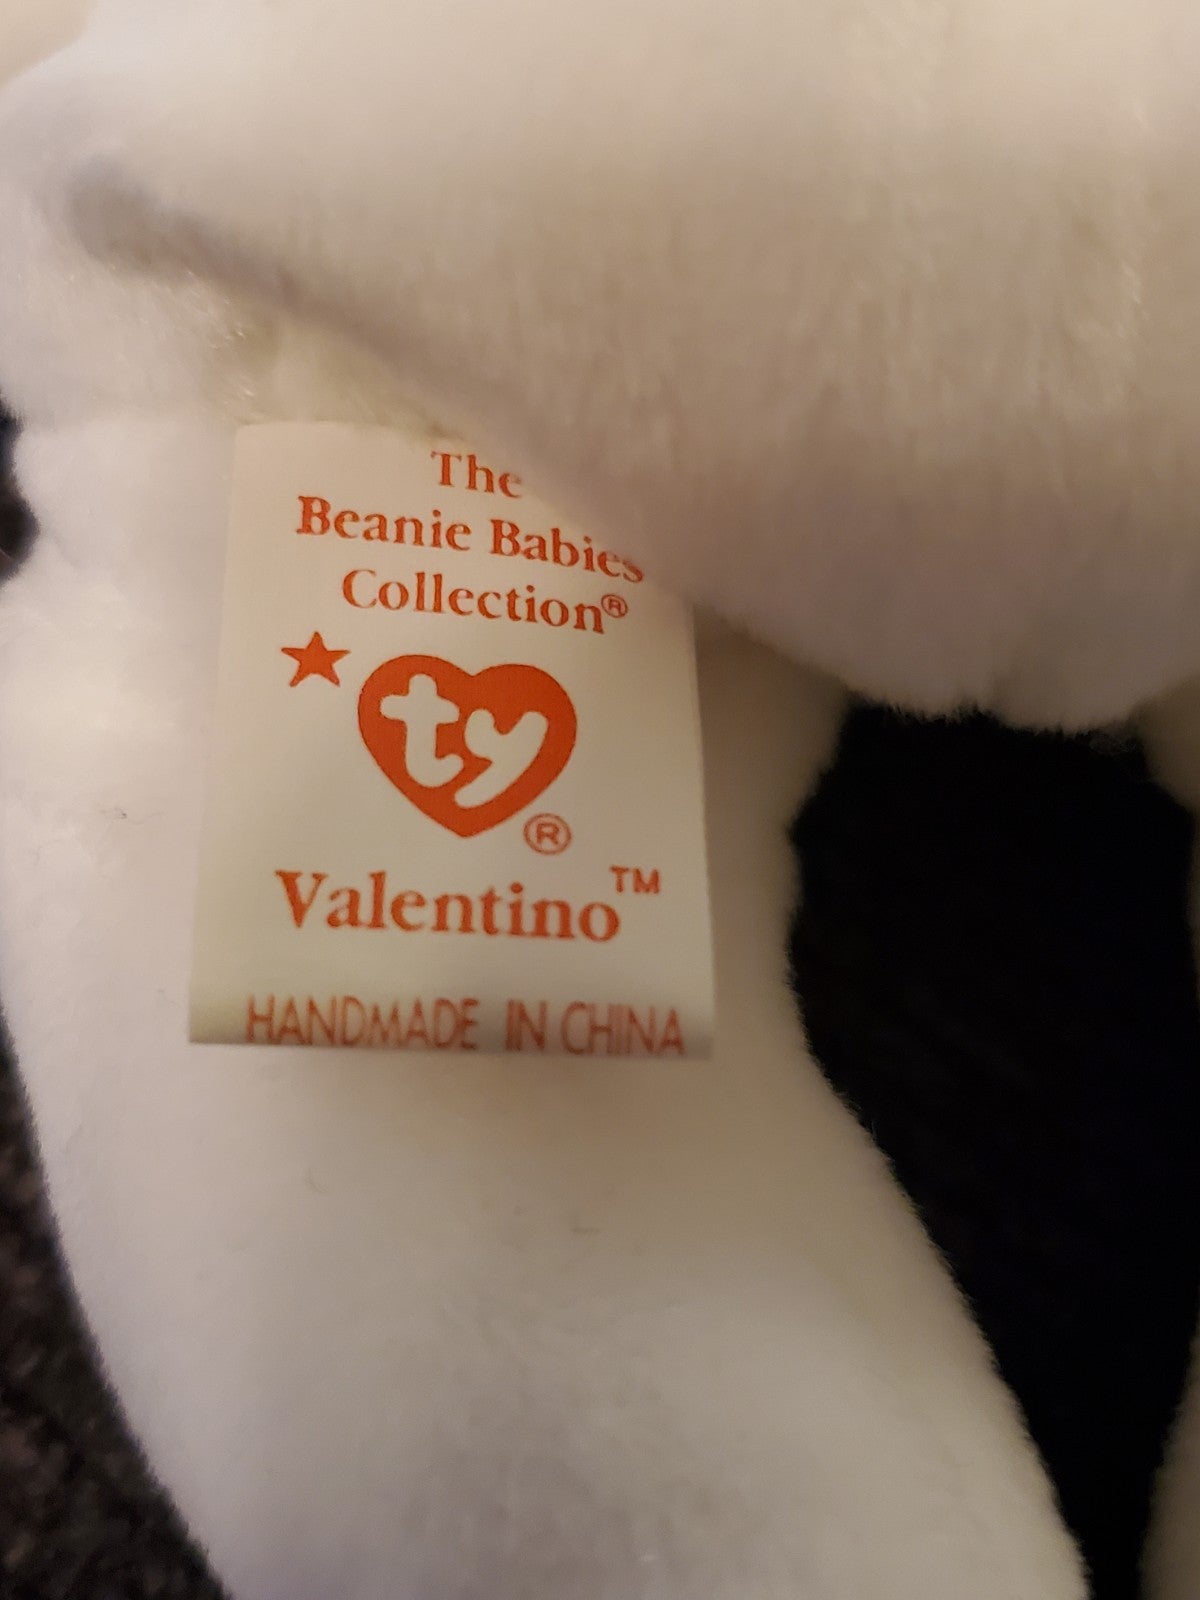 The
Beanie Babies
Collection®
ty
®
Valentino™
HANDMADE IN CHINA